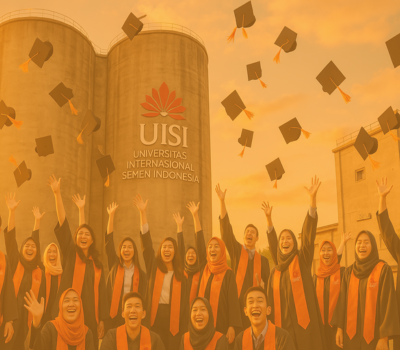 UISI
UNIVERSITAS
INTERNASIONAL
SEMEN INDONESIA